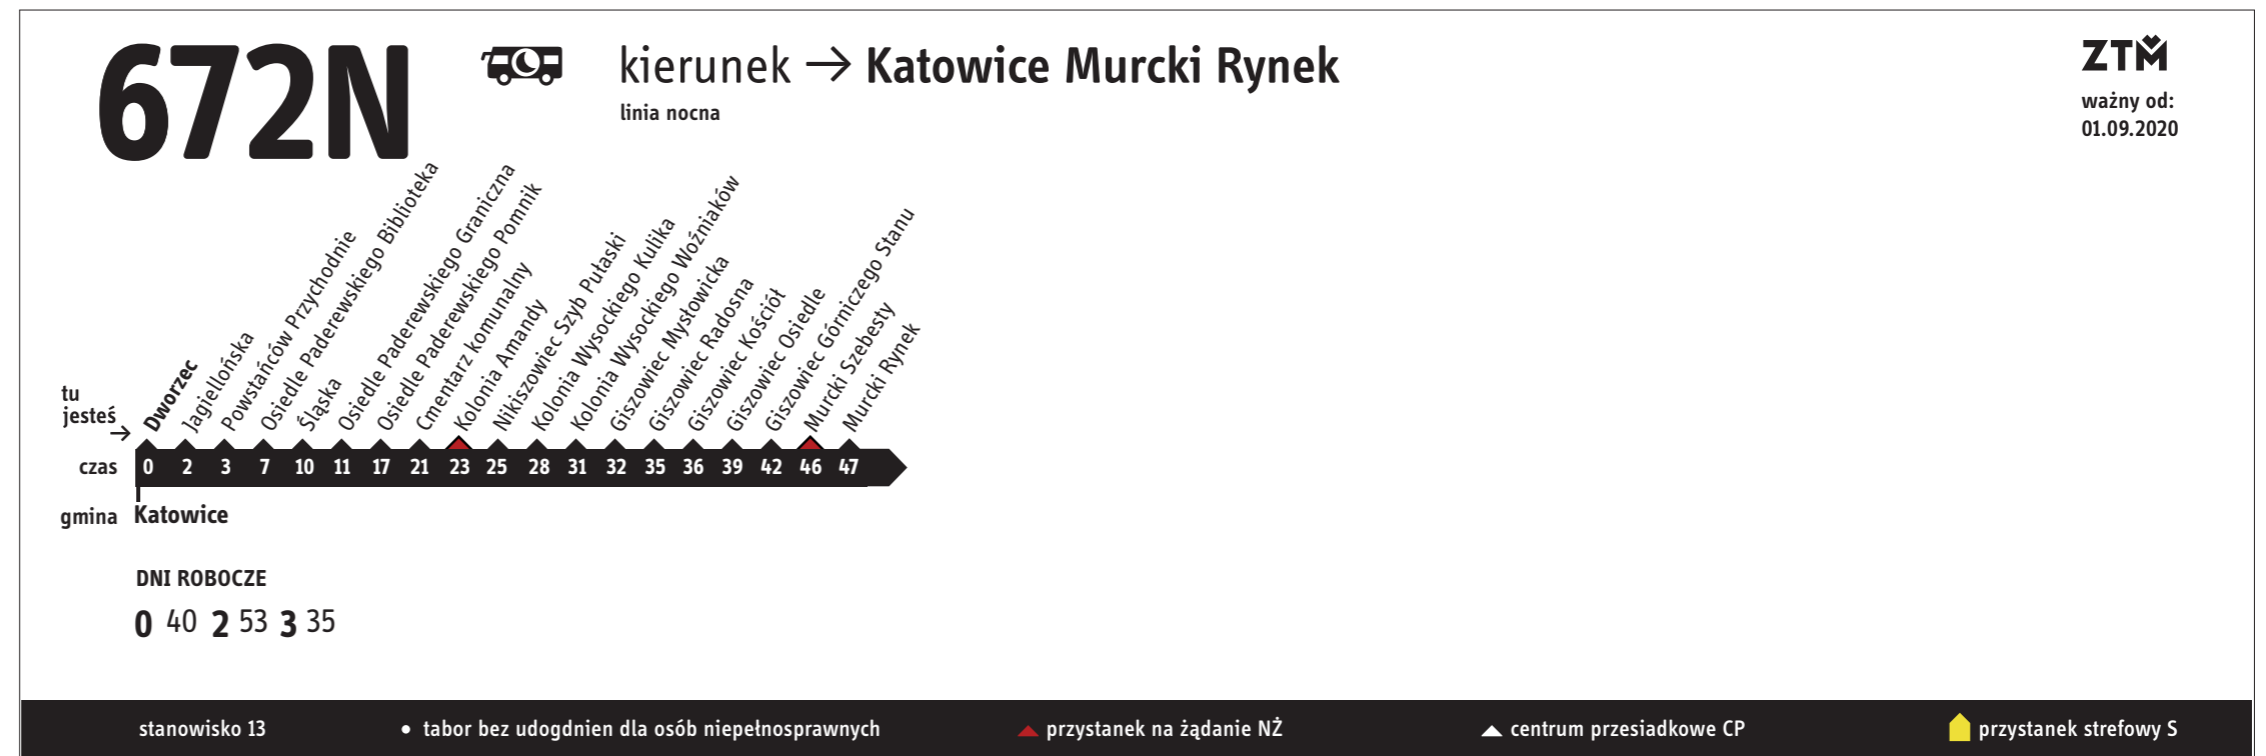 672N
kierunek → Katowice Murcki Rynek
linia nocna
ZTM
ważny od:
01.09.2020
tu
jesteś
→
Dworzec
Jagiellońska
Powstańców Przychodnie
Osiedle Paderewskiego Biblioteka
Śląska
Osiedle Paderewskiego Graniczna
Osiedle Paderewskiego Pomnik
Cmentarz komunalny
Kolonia Amandy
Nikiszowiec Szyb Pułaski
Kolonia Wysockiego Kulika
Kolonia Wysockiego Woźniaków
Giszowiec Mysłowicka
Giszowiec Radosna
Giszowiec Kościół
Giszowiec Osiedle
Giszowiec Górniczego Stanu
Murcki Szebesty
Murcki Rynek
czas 0 2 3 7 10 11 17 21 23 25 28 31 32 35 36 39 42 46 47
gmina Katowice
DNI ROBOCZE
0 40 2 53 3 35
stanowisko 13 • tabor bez udogdnien dla osób niepełnosprawnych przystanek na żądanie NŻ centrum przesiadkowe CP przystanek strefowy S